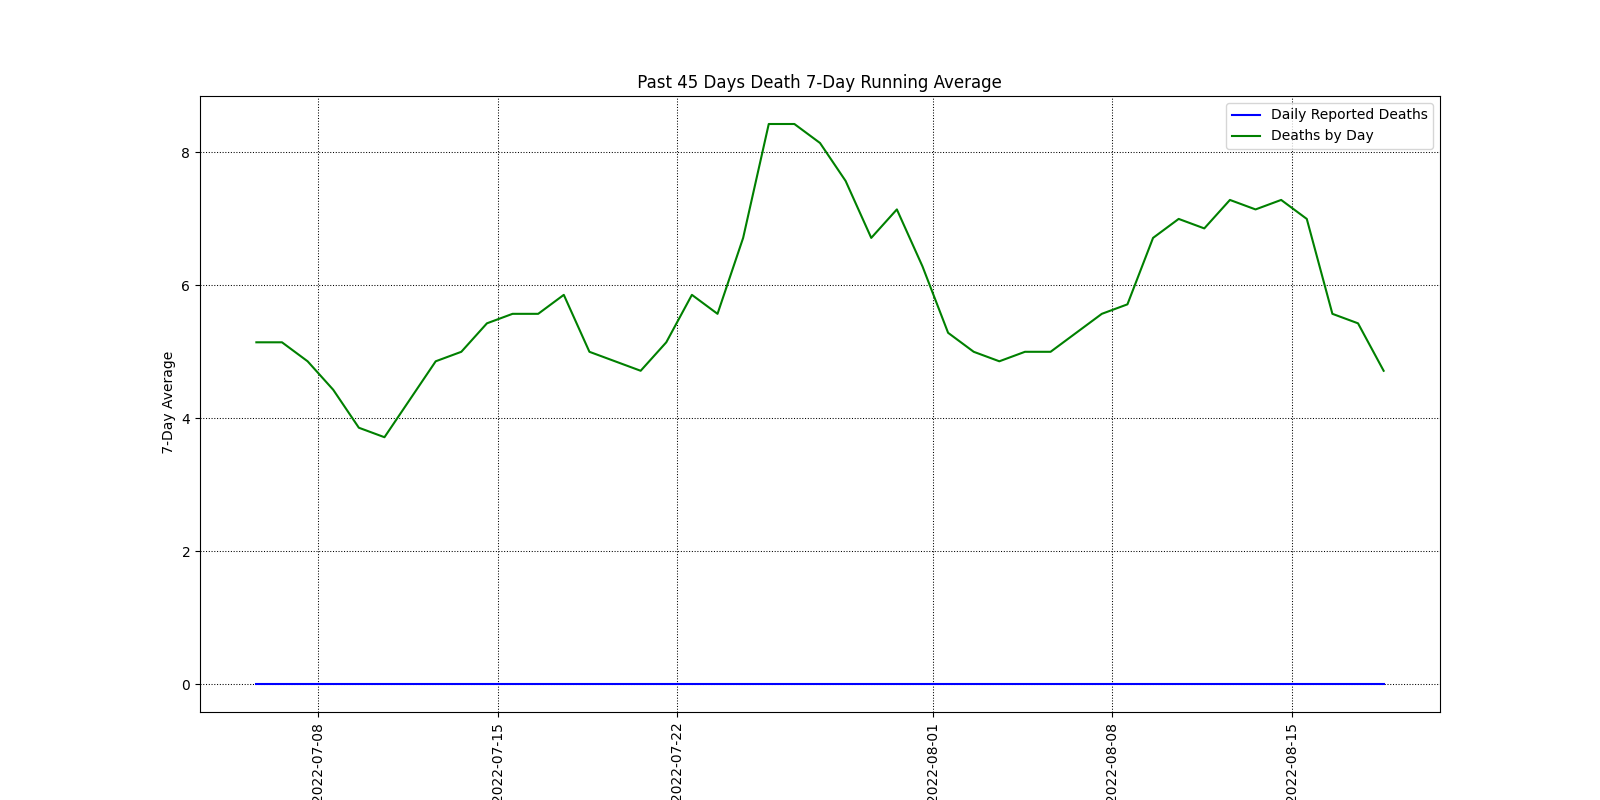 Past 45 Days Death 7-Day Running Average
Daily Reported Deaths
Deaths by Day
8
6
4
2
0
7-Day Average
2022-07-08
2022-07-15
2022-07-22
2022-08-01
2022-08-08
2022-08-15